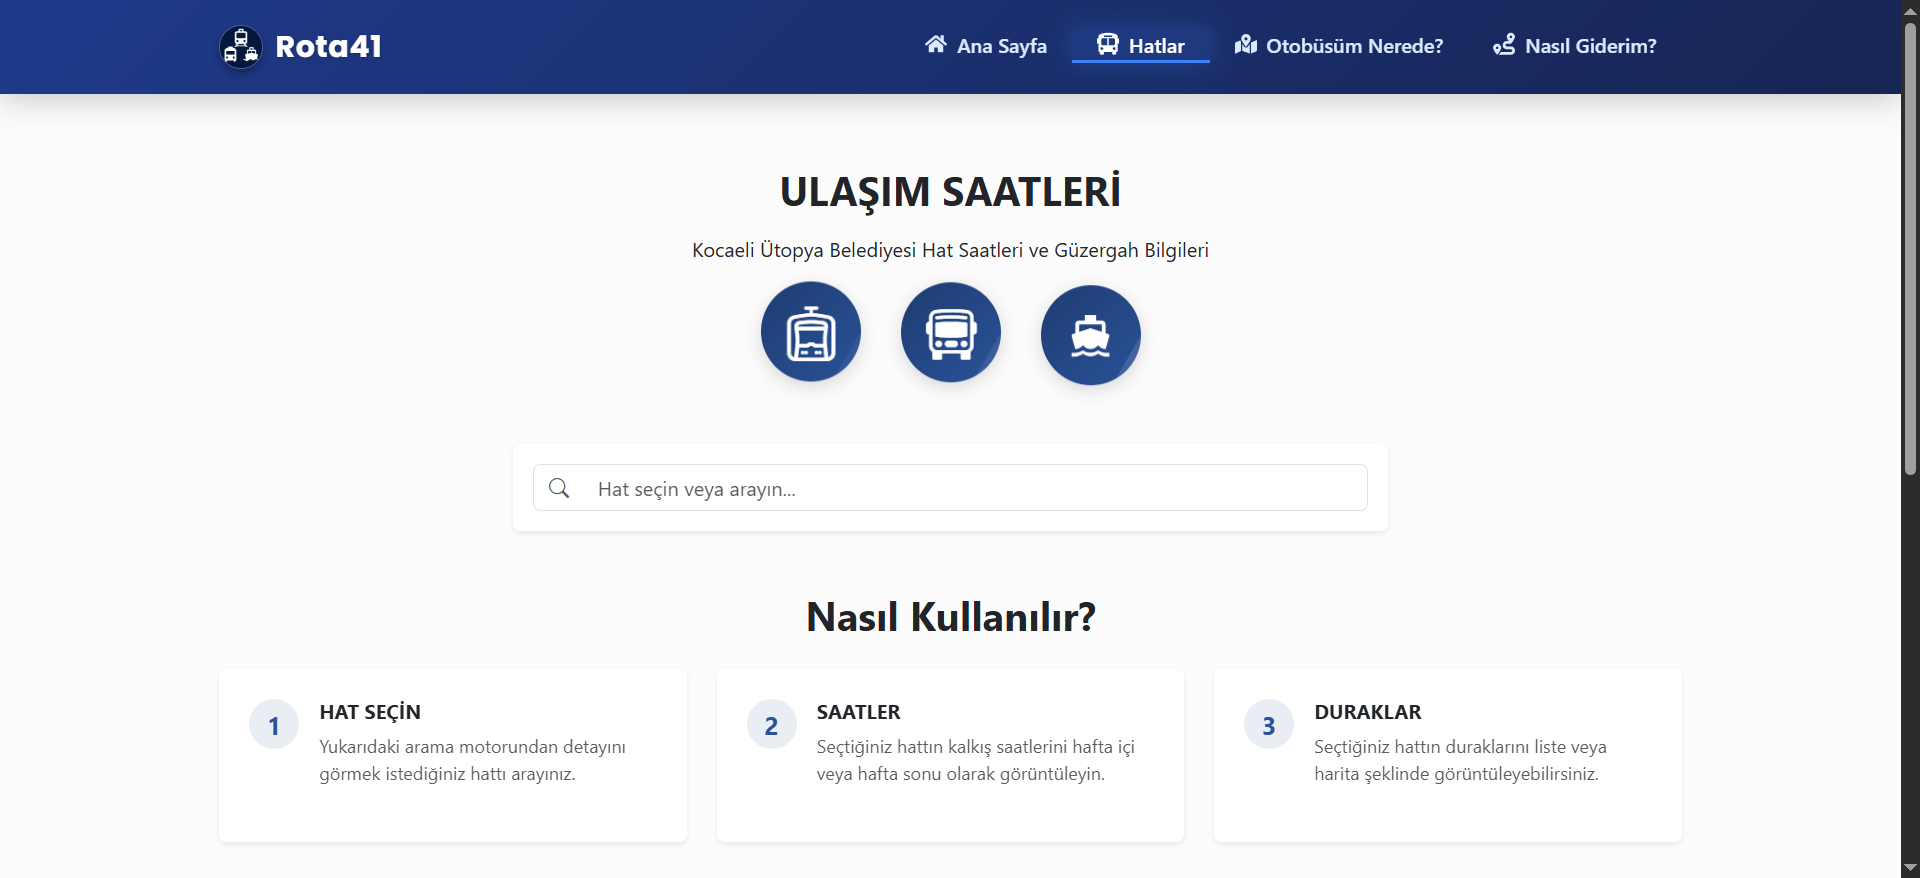 Rota41
Ana Sayfa
Hatlar
Otobüsüm Nerede?
Nasıl Giderim?
ULAŞIM SAATLERİ
Kocaeli Ütopya Belediyesi Hat Saatleri ve Güzergah Bilgileri
Hat seçin veya arayın...
Nasıl Kullanılır?
1
HAT SEÇİN
Yukarıdaki arama motorundan detayını
görmek istediğiniz hattı arayınız.
2
SAATLER
Seçtiğiniz hattın kalkış saatlerini hafta içi
veya hafta sonu olarak görüntüleyin.
3
DURAKLAR
Seçtiğiniz hattın duraklarını liste veya
harita şeklinde görüntüleyebilirsiniz.